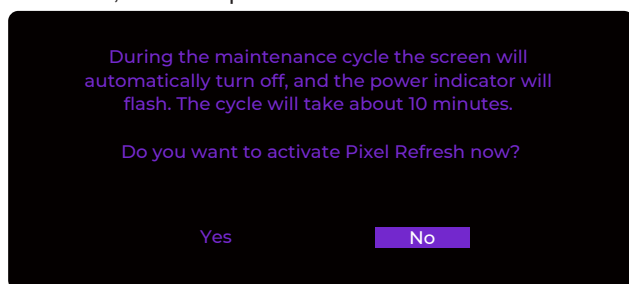 During the maintenance cycle the screen will
automatically turn off, and the power indicator will
flash. The cycle will take about 10 minutes.
Do you want to activate Pixel Refresh now?
Yes No